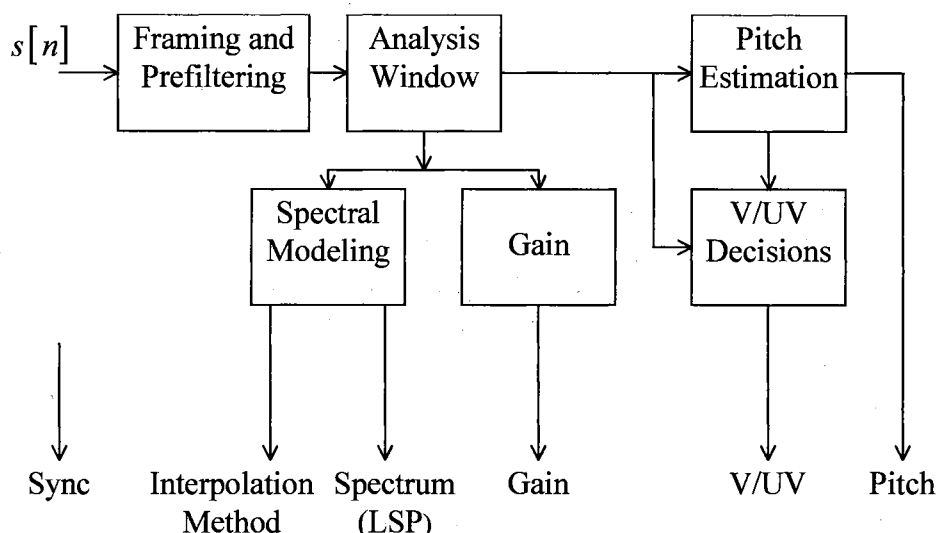 s[n]
Framing and
Prefiltering
Analysis
Window
Pitch
Estimation
Spectral
Modeling
Gain
V/UV
Decisions
Sync
Interpolation
Method
Spectrum
(LSP)
Gain
V/UV
Pitch